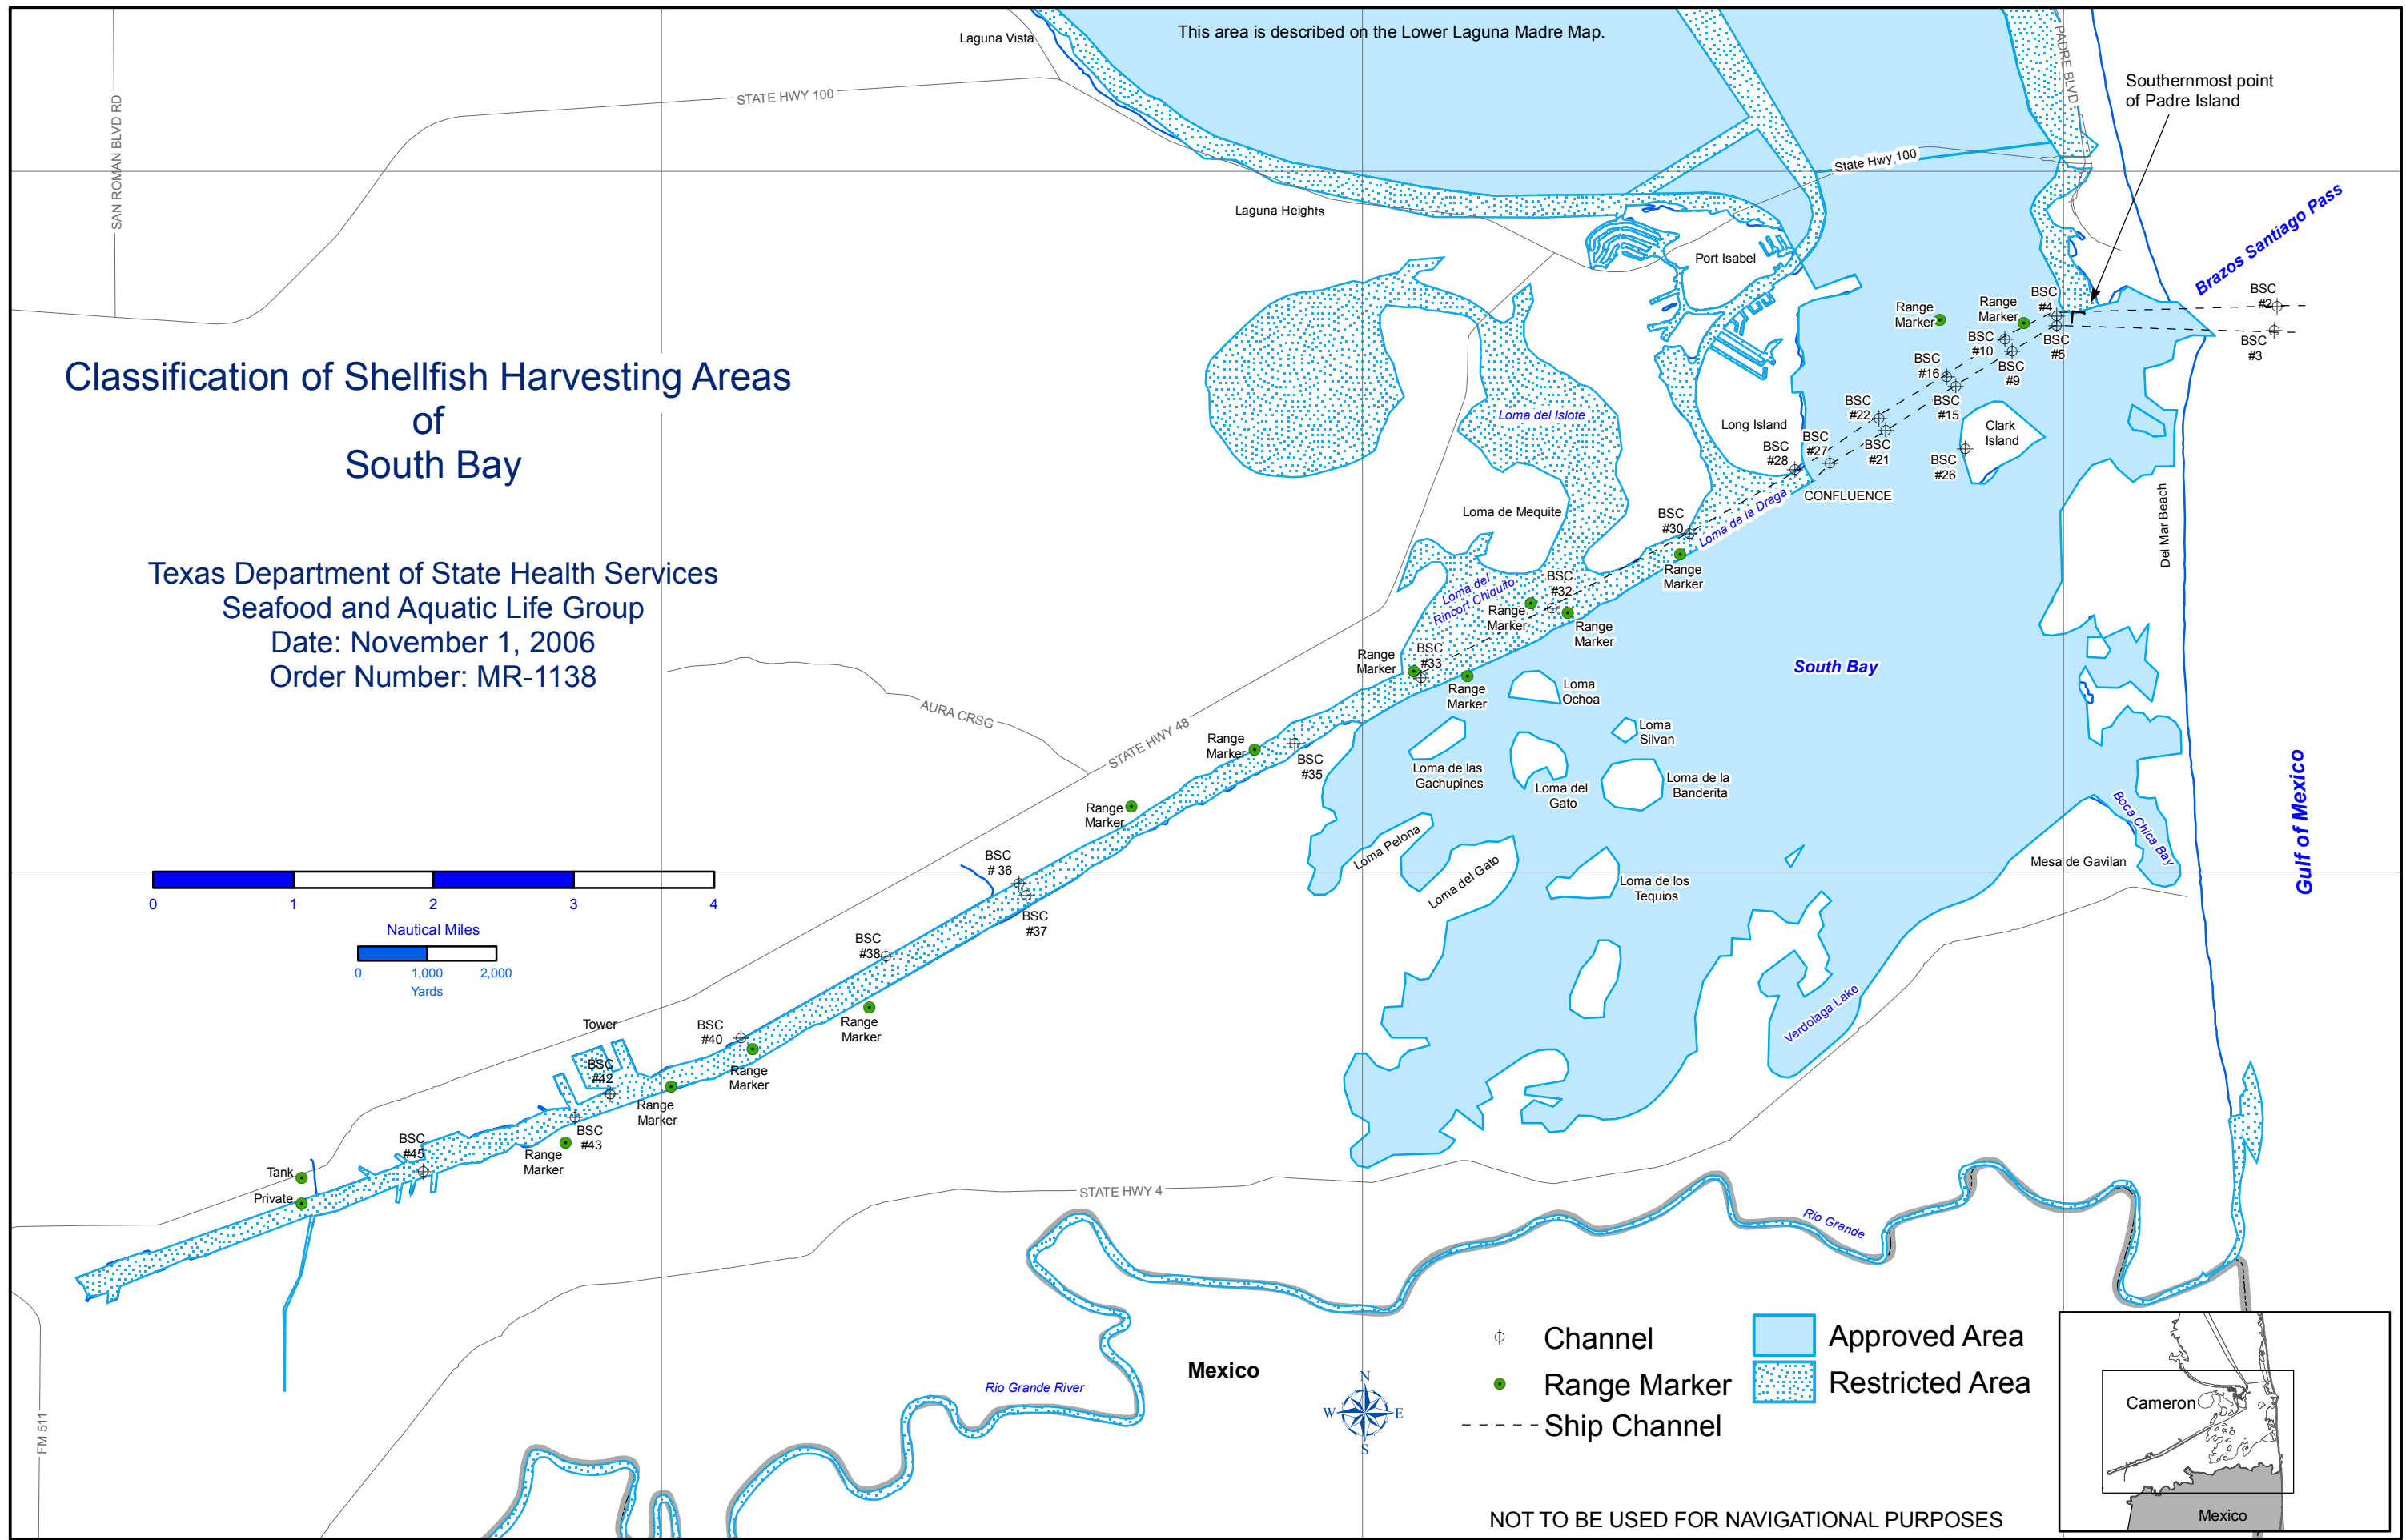 This area is described on the Lower Laguna Madre Map.
Laguna Vista
STATE HWY 100
SAN ROMAN BLVD RD
PADRE BLVD
Southernmost point
of Padre Island
State Hwy 100
Laguna Heights
Port Isabel
Brazos Santiago Pass
BSC
#2
BSC
#3
BSC
#4
BSC
#5
Range
Marker
Range
Marker
BSC
#10
BSC
#9
BSC
#16
BSC
#15
BSC
#22
BSC
#21
Clark
Island
BSC
#26
Long Island
BSC
#27
BSC
#28
CONFLUENCE
Classification of Shellfish Harvesting Areas
of
South Bay
Texas Department of State Health Services
Seafood and Aquatic Life Group
Date: November 1, 2006
Order Number: MR-1138
Loma del Islote
Loma de Mequite
BSC
#30
Loma de la Draga
Range
Marker
Del Mar Beach
Loma del
Rincort Chiquito
BSC
#32
Range
Marker
Range
Marker
Range
Marker
BSC
#33
Range
Marker
South Bay
Loma
Ochoa
Loma
Silvan
Loma de las
Gachupines
Loma del
Gato
Loma de la
Banderita
AURA CRSG
STATE HWY 48
Range
Marker
BSC
#35
Range
Marker
Gulf of Mexico
Boca Chica Bay
Mesa de Gavilan
Loma Pelona
Loma del Gato
Loma de los
Tequios
BSC
# 36
BSC
#37
0 1 2 3 4
Nautical Miles
0 1,000 2,000
Yards
BSC
#38
Range
Marker
Verdolaga Lake
Tower
BSC
#40
Range
Marker
BSC
#42
Range
Marker
BSC
#43
Range
Marker
BSC
#45
Tank
Private
STATE HWY 4
Rio Grande
FM 511
Mexico
Rio Grande River
N
W E
S
Channel
Range Marker
Ship Channel
Approved Area
Restricted Area
Cameron
Mexico
NOT TO BE USED FOR NAVIGATIONAL PURPOSES